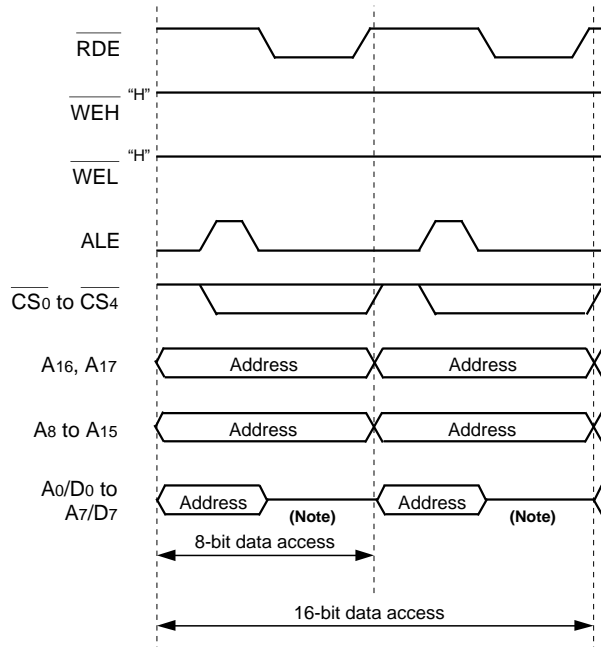 RDE
"H"
WEH
"H"
WEL
ALE
CS0 to CS4
A16, A17
Address
Address
A8 to A15
Address
Address
A0/D0 to
A7/D7
Address
(Note)
Address
(Note)
8-bit data access
16-bit data access